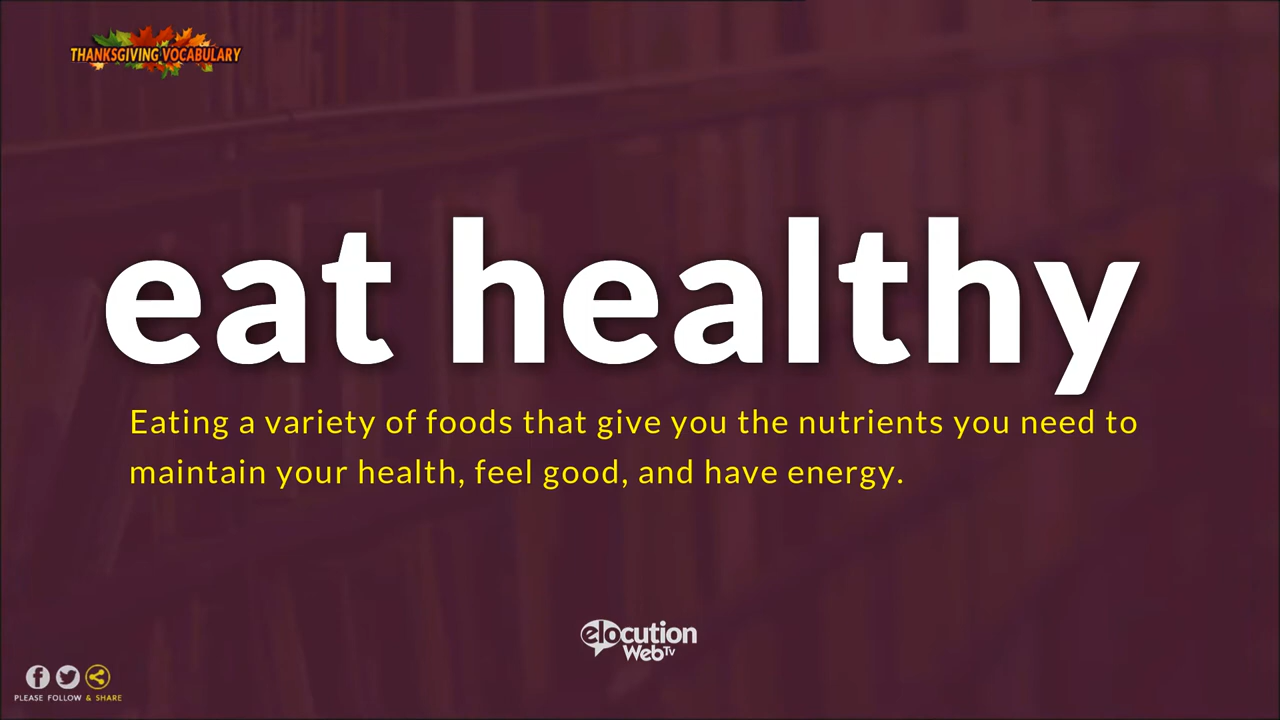 THANKSGIVING VOCABULARY
eat healthy
Eating a variety of foods that give you the nutrients you need to
maintain your health, feel good, and have energy.
elocution
WebTv
PLEASE FOLLOW & SHARE